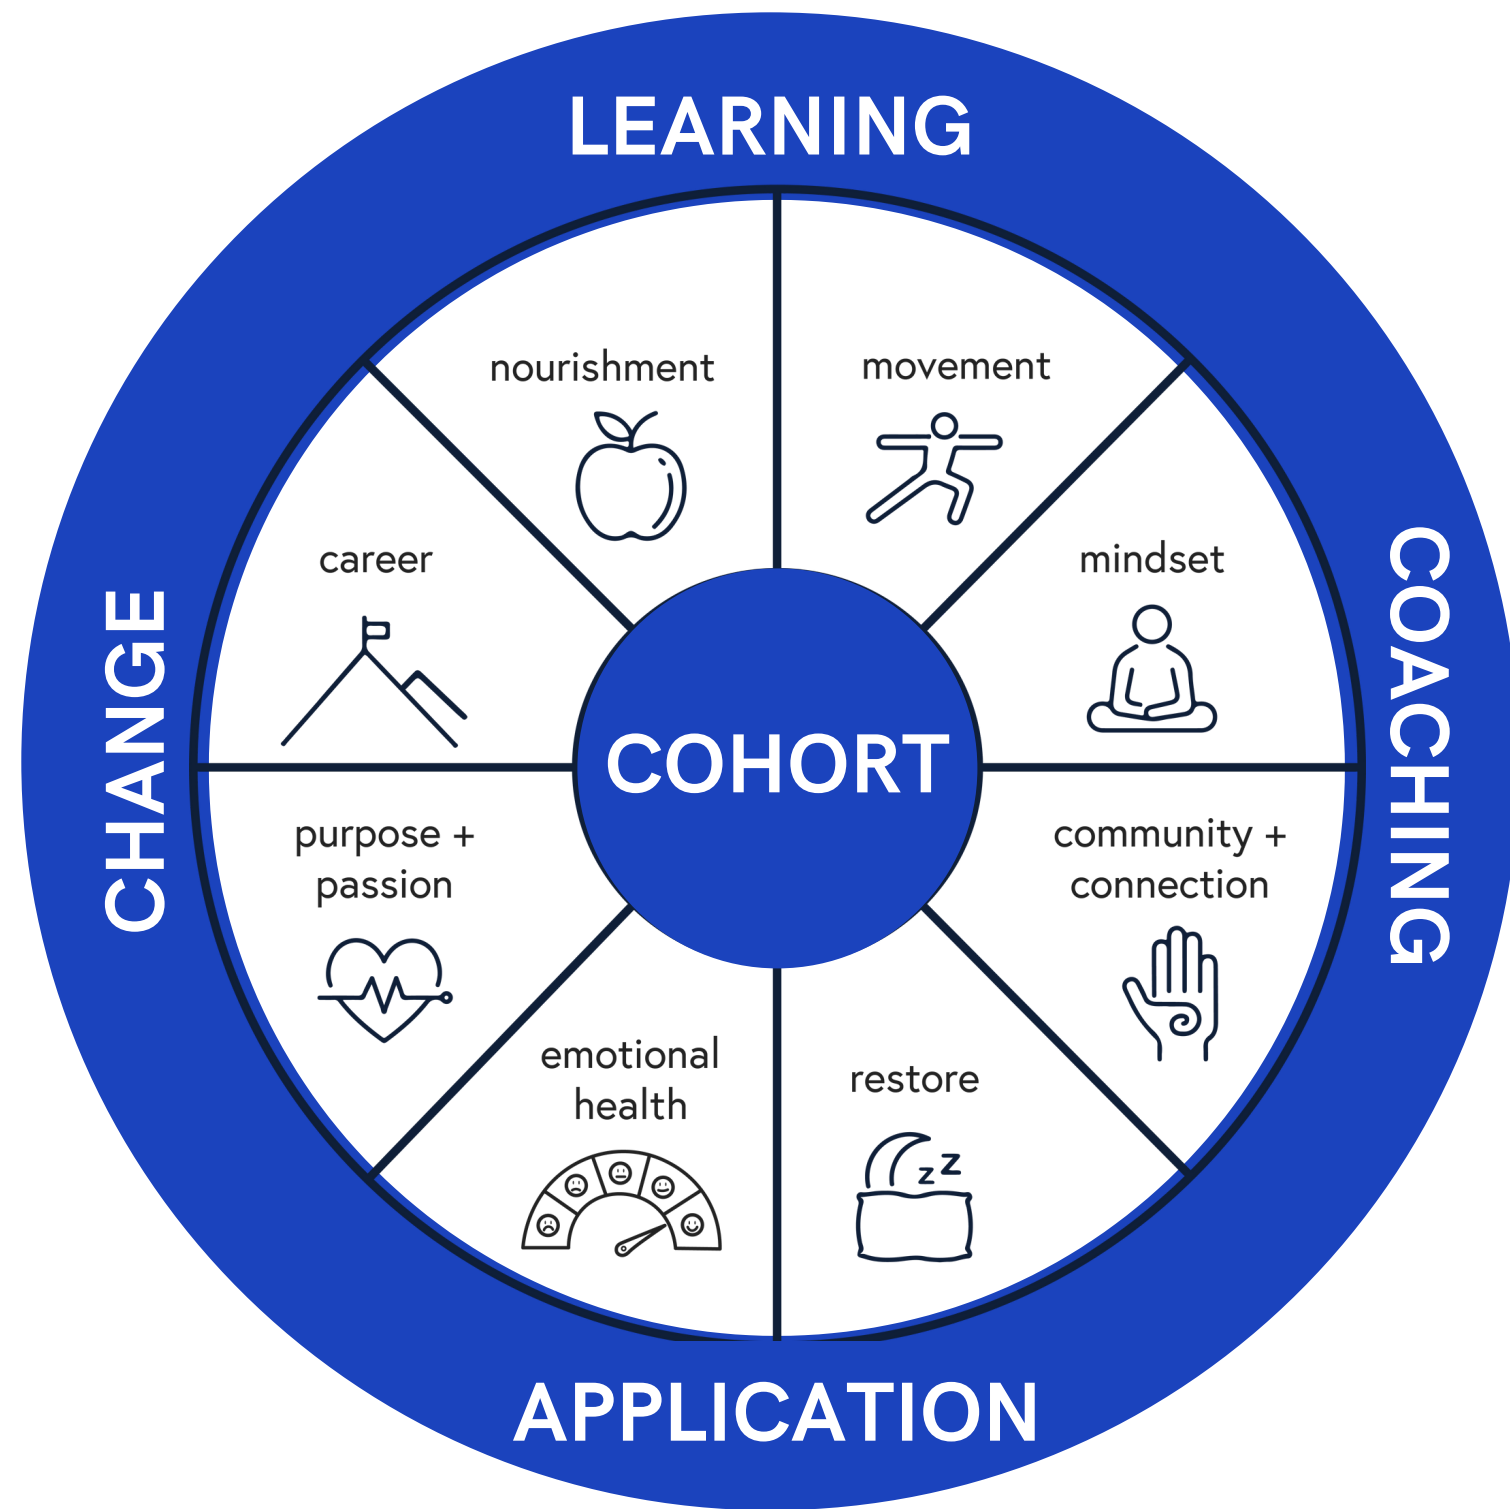 LEARNING
nourishment
movement
career
mindset
CHANGE
COHORT
COACHING
purpose +
passion
community +
connection
emotional
health
restore
z z
APPLICATION